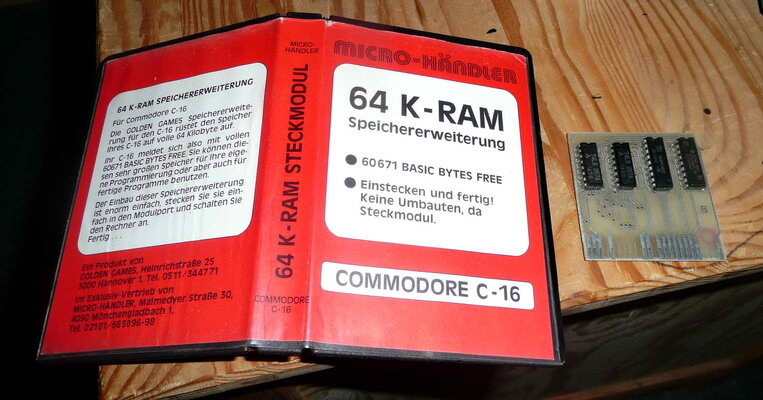 64 K-RAM SPEICHERERWEITERUNG
Für Commodore C-16
Die GOLDEN GAMES Speichererweite-
rung für den C-16 rüstet den Speicher
Ihres C-16 auf volle 64 Kilobyte auf.
Ihr C-16 meldet sich also mit vollen
60671 BASIC BYTES FREE. Sie können die-
sen sehr großen Speicher für Ihre eige-
ne Programmierung oder aber auch für
fertige Programme benutzen.
Der Einbau dieser Speichererweiterung
ist enorm einfach, stecken Sie sie ein-
fach in den Modulport und schalten Sie
den Rechner an.
Fertig ...
Ein Produkt von
GOLDEN GAMES, Heinrichstraße 25
5000 Hannover 1, Tel. 0511/344771
Im Exklusiv-Vertrieb von
MICRO-HÄNDLER, Malmedyer Straße 30,
4050 Mönchengladbach 1,
Tel. 02161/665096-98
MICRO-
HÄNDLER
64 K-RAM STECKMODUL
COMMODORE
C-16
MICRO-HÄNDLER
64 K-RAM
Speichererweiterung
● 60671 BASIC BYTES FREE
● Einstecken und fertig!
Keine Umbauten, da
Steckmodul.
COMMODORE C-16